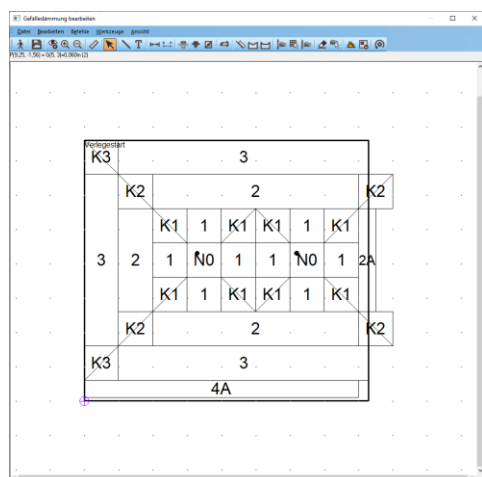 Gefälledämmung bearbeiten
Datei Bearbeiten Befehle Werkzeuge Ansicht
Verlegestart
K3 3
K2 2 K2
K1 1 K1 K1 1 K1
3 2 1 N0 1 1 N0 1 2A
K1 1 K1 K1 1 K1
K2 2 K2
K3 3
4A